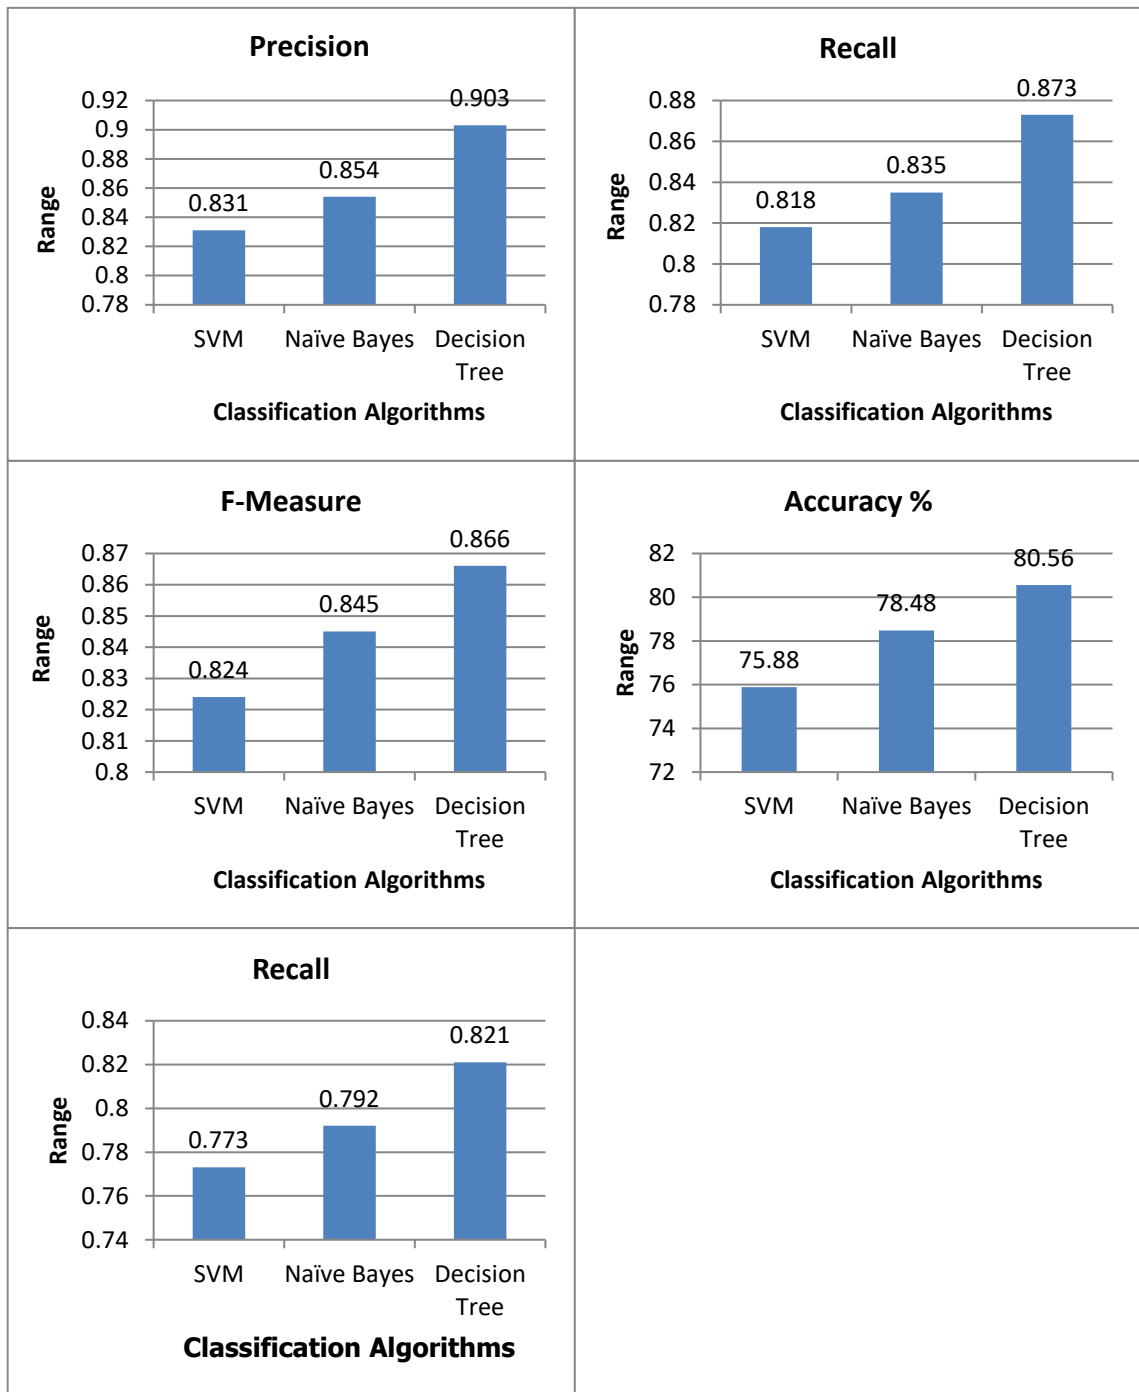 Precision
0.92
0.9
0.88
0.86
0.84
0.82
0.8
0.78
Range
0.831
0.854
0.903
SVM
Naïve Bayes
Decision
Tree
Classification Algorithms
Recall
0.88
0.86
0.84
0.82
0.8
0.78
Range
0.818
0.835
0.873
SVM
Naïve Bayes
Decision
Tree
Classification Algorithms
F-Measure
0.87
0.86
0.85
0.84
0.83
0.82
0.81
0.8
Range
0.824
0.845
0.866
SVM
Naïve Bayes
Decision
Tree
Classification Algorithms
Accuracy %
82
80
78
76
74
72
Range
75.88
78.48
80.56
SVM
Naïve Bayes
Decision
Tree
Classification Algorithms
Recall
0.84
0.82
0.8
0.78
0.76
0.74
Range
0.773
0.792
0.821
SVM
Naïve Bayes
Decision
Tree
Classification Algorithms